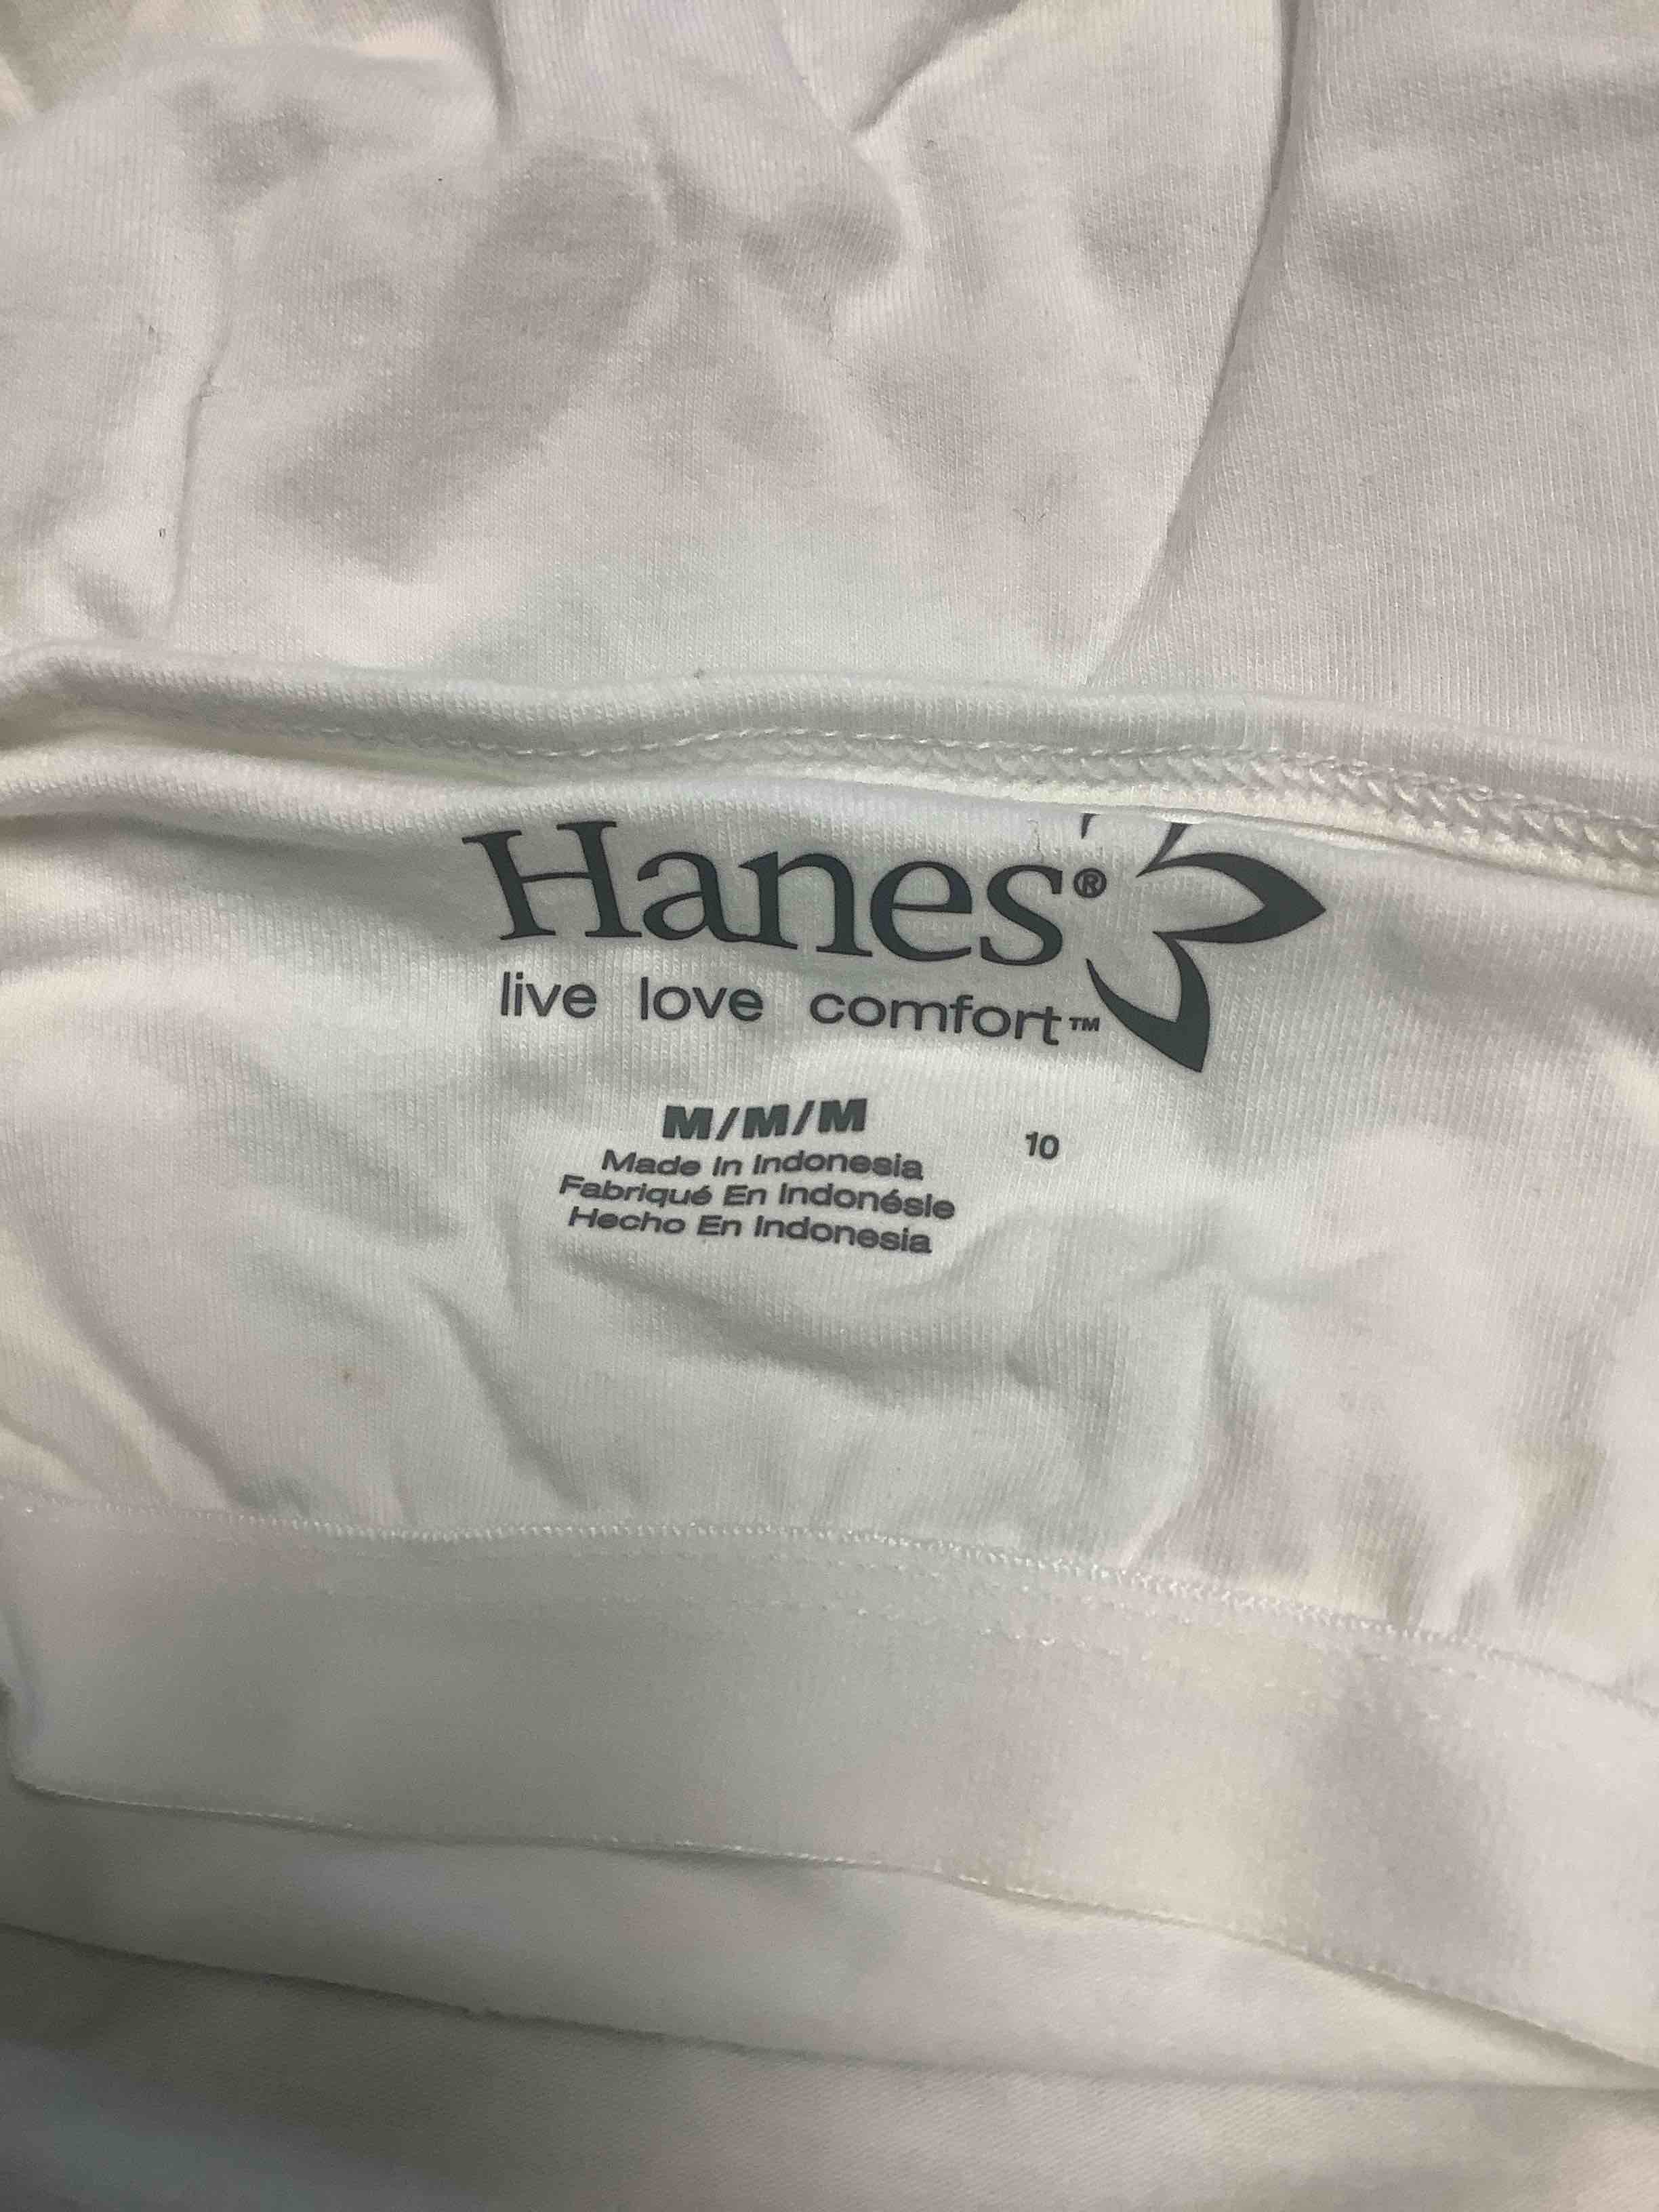 Hanes®
live love comfort™
M/M/M
10
Made In Indonesia
Fabriqué En Indonésie
Hecho En Indonesia